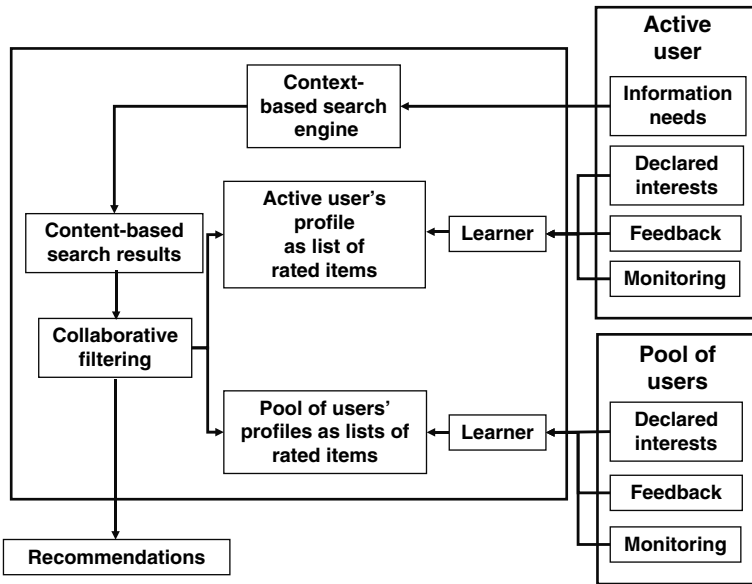 Active
user
Information
needs
Declared
interests
Feedback
Monitoring
Context-
based search
engine
Active user's
profile
as list of
rated items
Learner
Content-based
search results
Collaborative
filtering
Pool of users'
profiles as lists of
rated items
Learner
Pool of
users
Declared
interests
Feedback
Monitoring
Recommendations